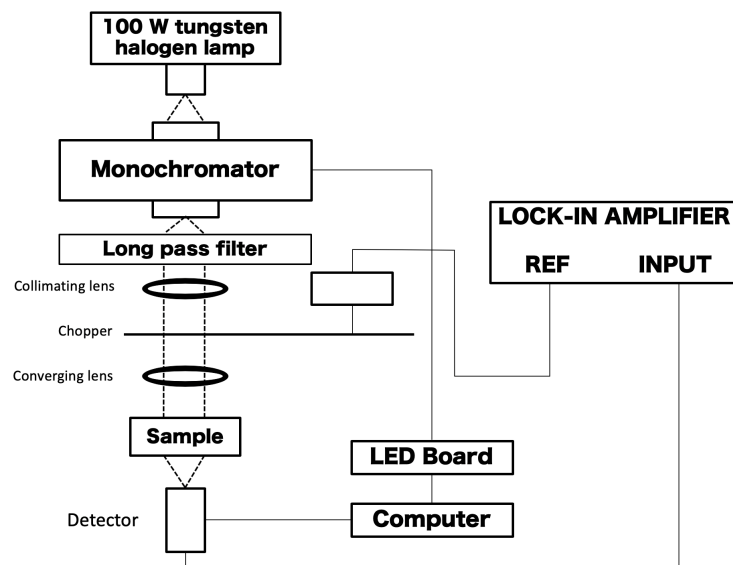 100 W tungsten
halogen lamp
Monochromator
LOCK-IN AMPLIFIER
REF INPUT
Long pass filter
Collimating lens
Chopper
Converging lens
Sample
LED Board
Detector
Computer